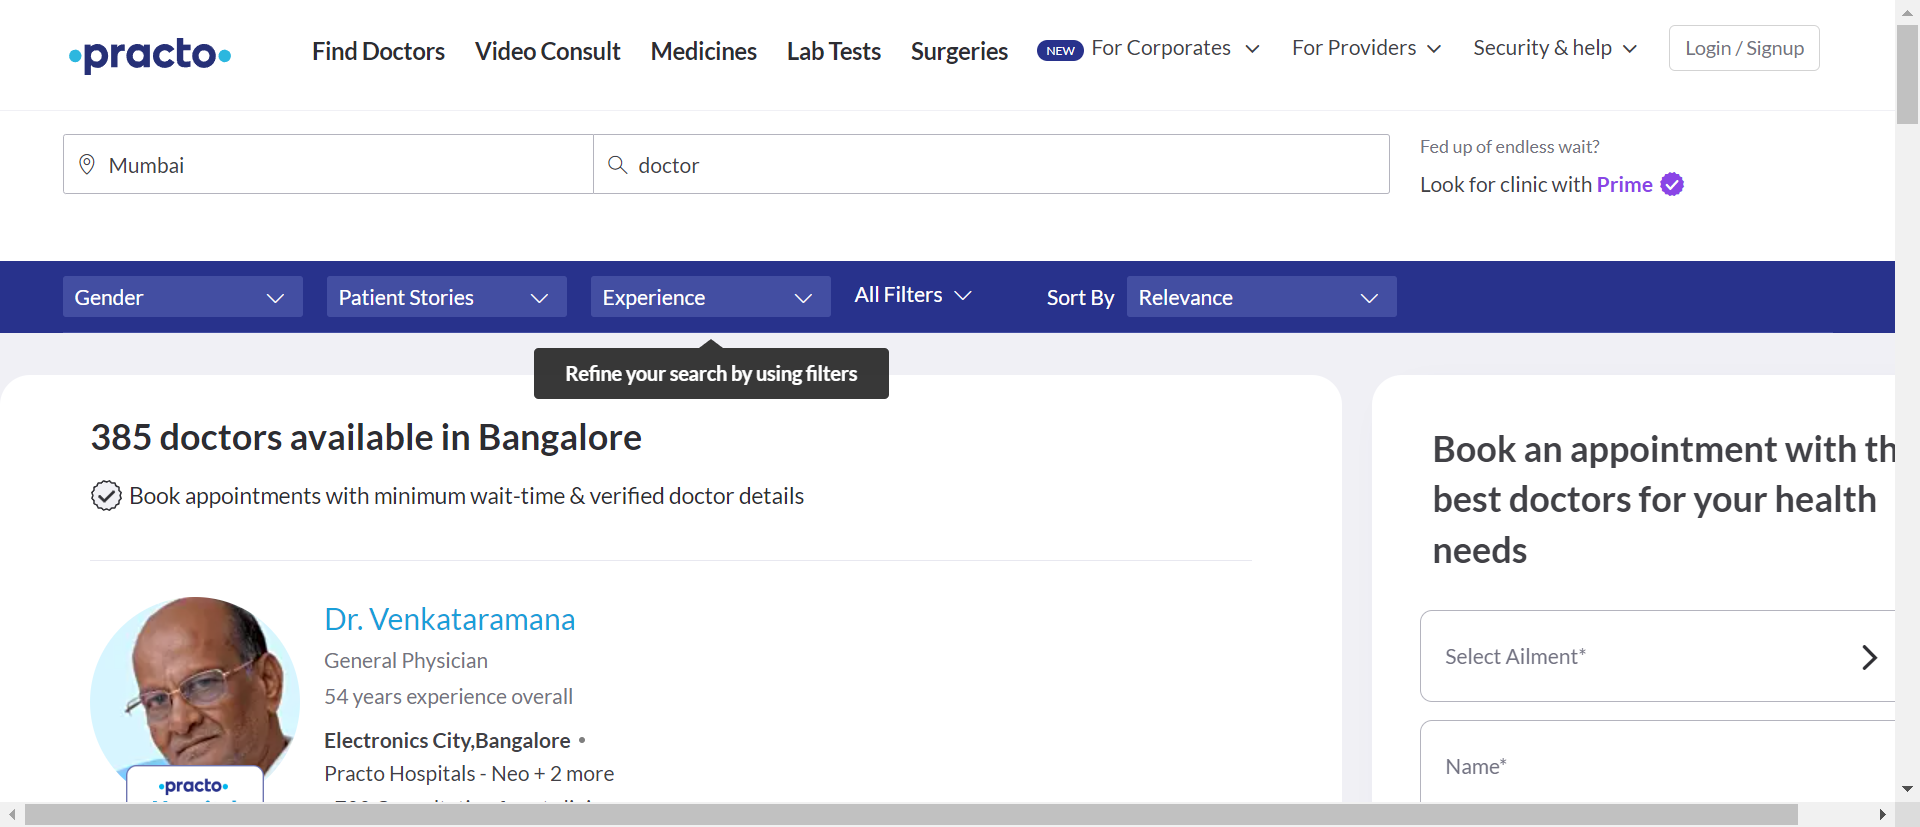 practo
Find Doctors Video Consult Medicines Lab Tests Surgeries NEW For Corporates For Providers Security & help Login / Signup
Mumbai doctor
Fed up of endless wait?
Look for clinic with Prime
Gender Patient Stories Experience All Filters Sort By Relevance
Refine your search by using filters
385 doctors available in Bangalore
Book appointments with minimum wait-time & verified doctor details
Dr. Venkataramana
General Physician
54 years experience overall
Electronics City,Bangalore •
Practo Hospitals - Neo + 2 more
practo
Book an appointment with th
best doctors for your health
needs
Select Ailment*
Name*